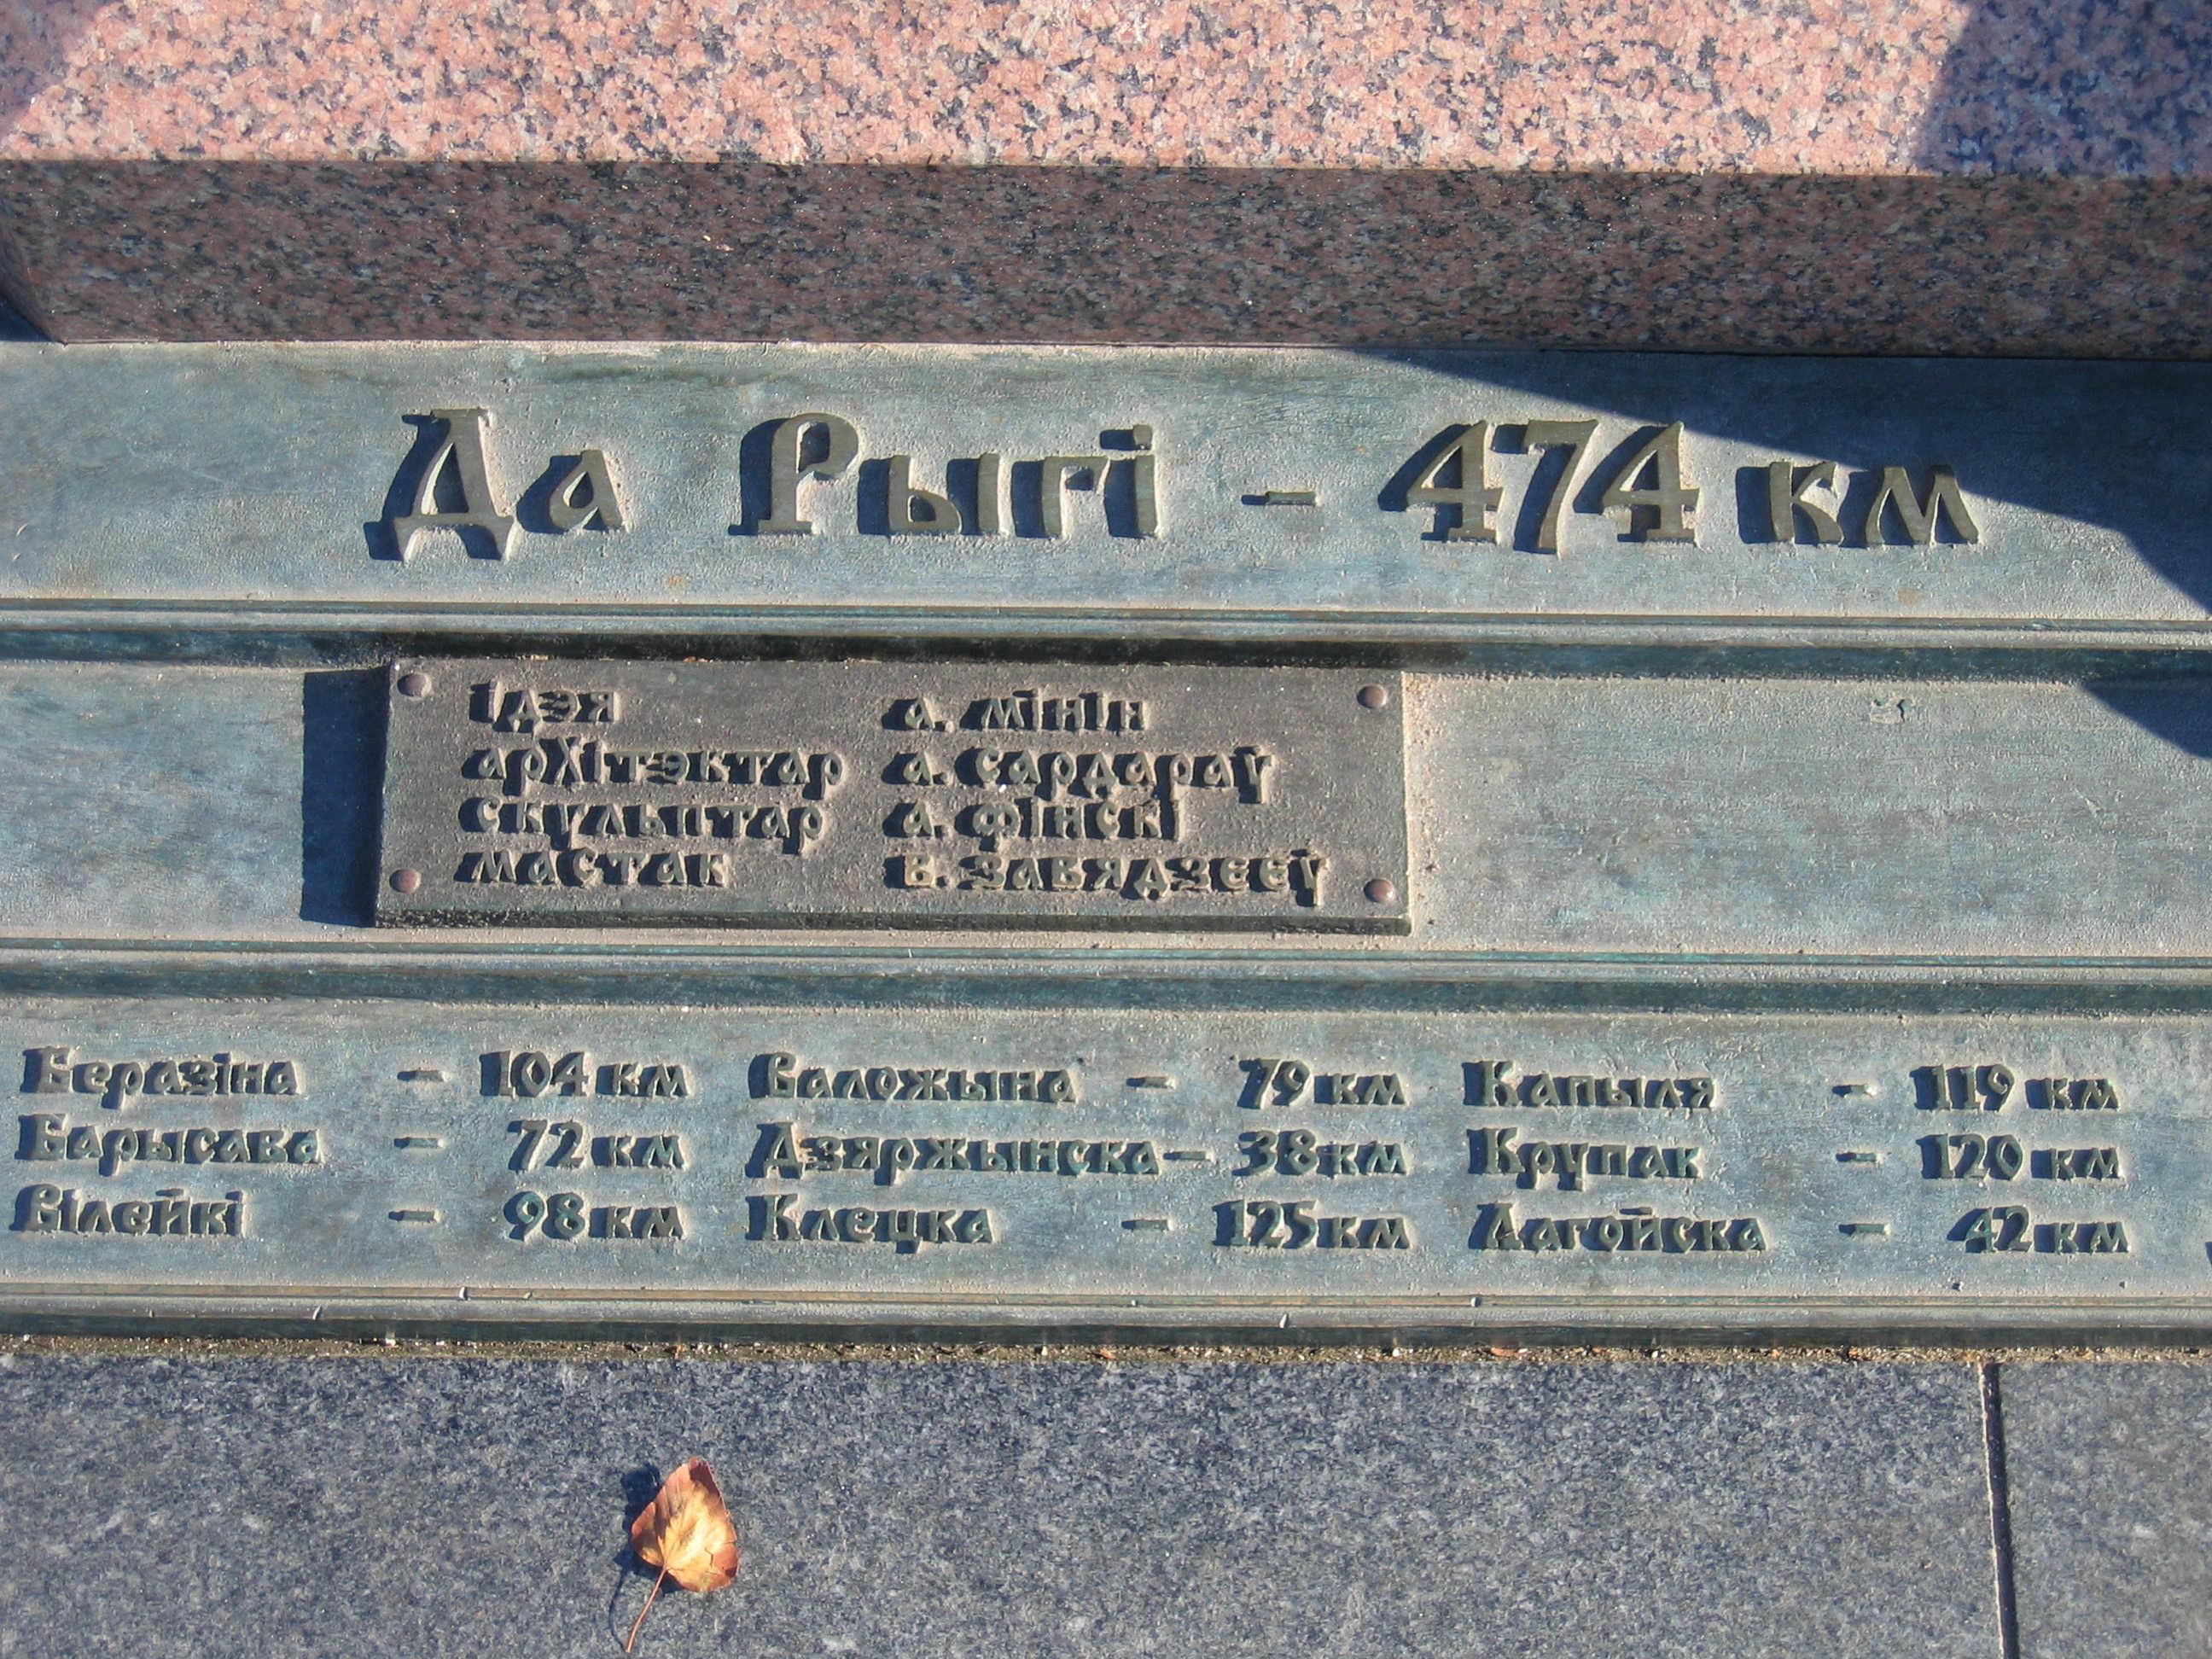 Да Рыгі - 474 км
ідэя а. мінін
архітэктар а. сардараў
скульптар а. фінскі
мастак в. завядзееў
Беразіна - 104 км Валожына - 79 км Капыля - 119 км
Барысава - 72 км Дзяржынска - 38 км Крупак - 120 км
Вілейкі - 98 км Клецка - 125 км Лагойска - 42 км